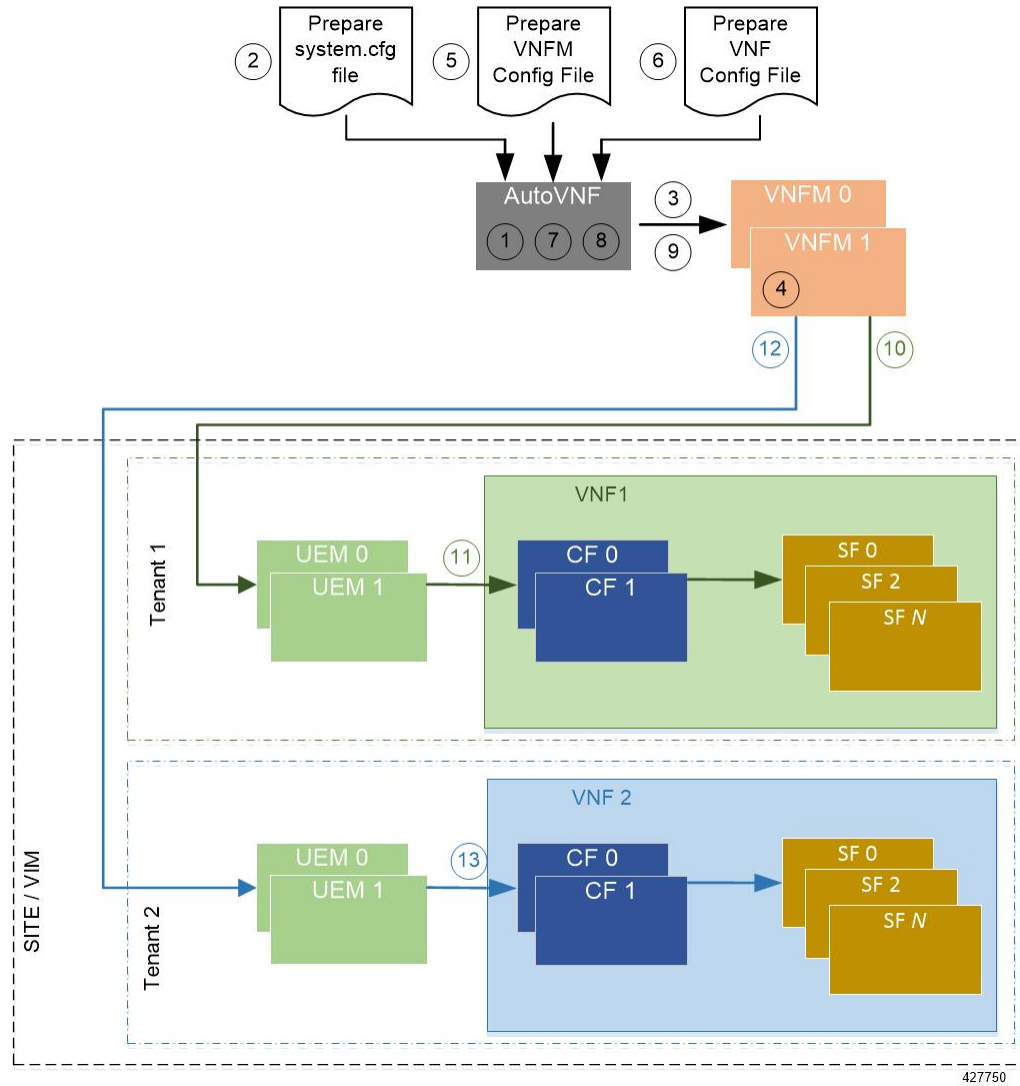 2
Prepare
system.cfg
file
5
Prepare
VNFM
Config File
6
Prepare
VNF
Config File
AutoVNF
1 7 8
3
9
VNFM 0
VNFM 1
4
12
10
VNF1
Tenant 1
UEM 0
UEM 1
11
CF 0
CF 1
SF 0
SF 2
SF N
VNF 2
SITE / VIM
Tenant 2
UEM 0
UEM 1
13
CF 0
CF 1
SF 0
SF 2
SF N
427750